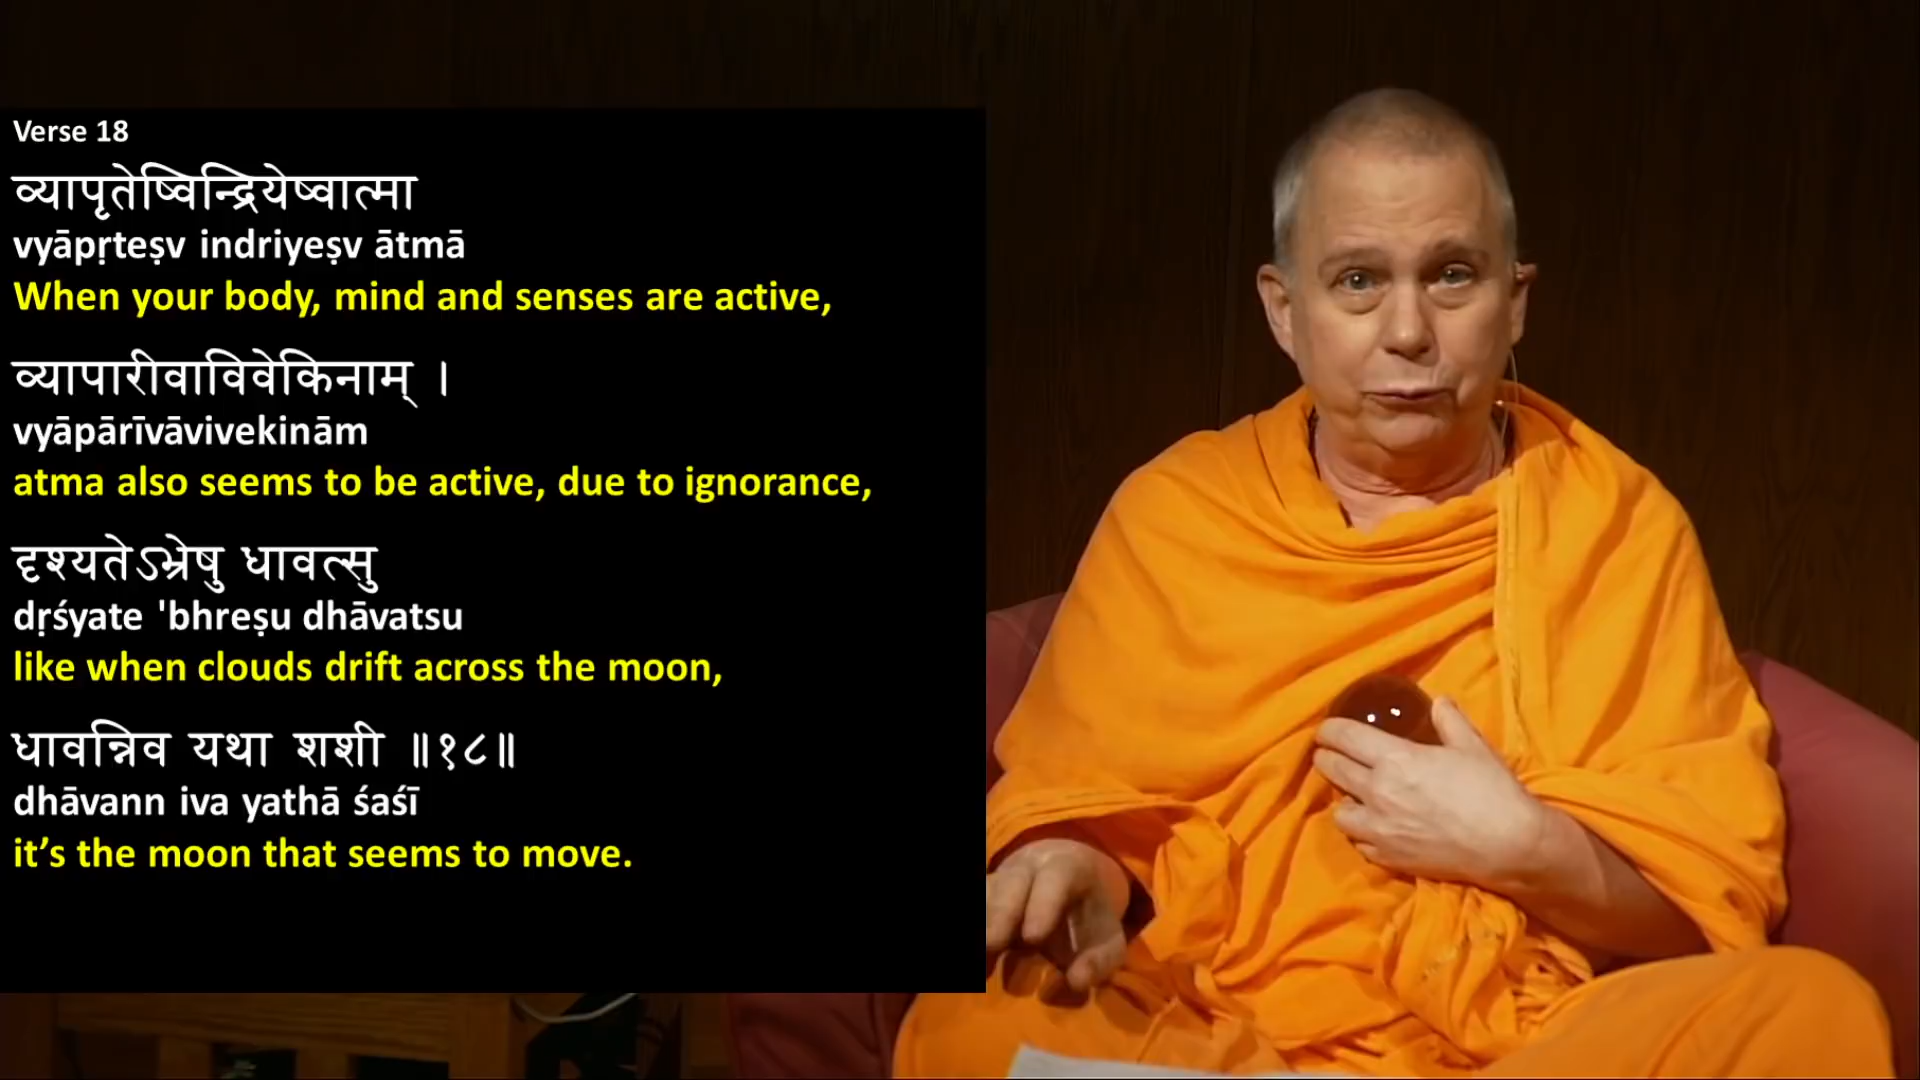 Verse 18
व्यापृतेष्विन्द्रियेष्वात्मा
vyāpṛteṣv indriyeṣv ātmā
When your body, mind and senses are active,
व्यापारीवाविवेकिनाम् ।
vyāpārīvāvivekinām
atma also seems to be active, due to ignorance,
दृश्यतेऽभ्रेषु धावत्सु
dṛśyate 'bhreṣu dhāvatsu
like when clouds drift across the moon,
धावन्निव यथा शशी ॥१८॥
dhāvann iva yathā śaśī
it’s the moon that seems to move.